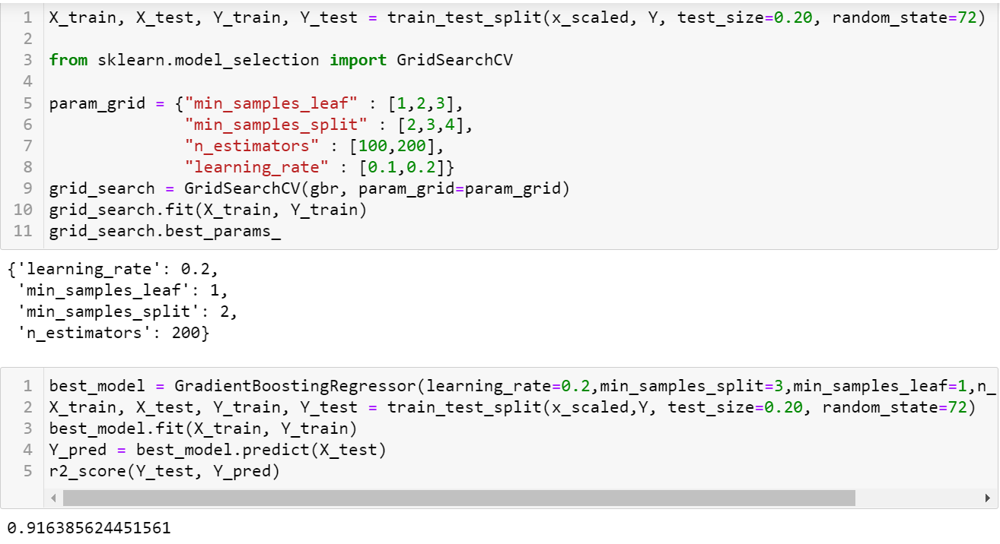 1 X_train, X_test, Y_train, Y_test = train_test_split(x_scaled, Y, test_size=0.20, random_state=72)
2
3 from sklearn.model_selection import GridSearchCV
4
5 param_grid = {"min_samples_leaf" : [1,2,3],
6 "min_samples_split" : [2,3,4],
7 "n_estimators" : [100,200],
8 "learning_rate" : [0.1,0.2]}
9 grid_search = GridSearchCV(gbr, param_grid=param_grid)
10 grid_search.fit(X_train, Y_train)
11 grid_search.best_params_
{'learning_rate': 0.2,
'min_samples_leaf': 1,
'min_samples_split': 2,
'n_estimators': 200}
1 best_model = GradientBoostingRegressor(learning_rate=0.2,min_samples_split=3,min_samples_leaf=1,n_
2 X_train, X_test, Y_train, Y_test = train_test_split(x_scaled,Y, test_size=0.20, random_state=72)
3 best_model.fit(X_train, Y_train)
4 Y_pred = best_model.predict(X_test)
5 r2_score(Y_test, Y_pred)
0.916385624451561